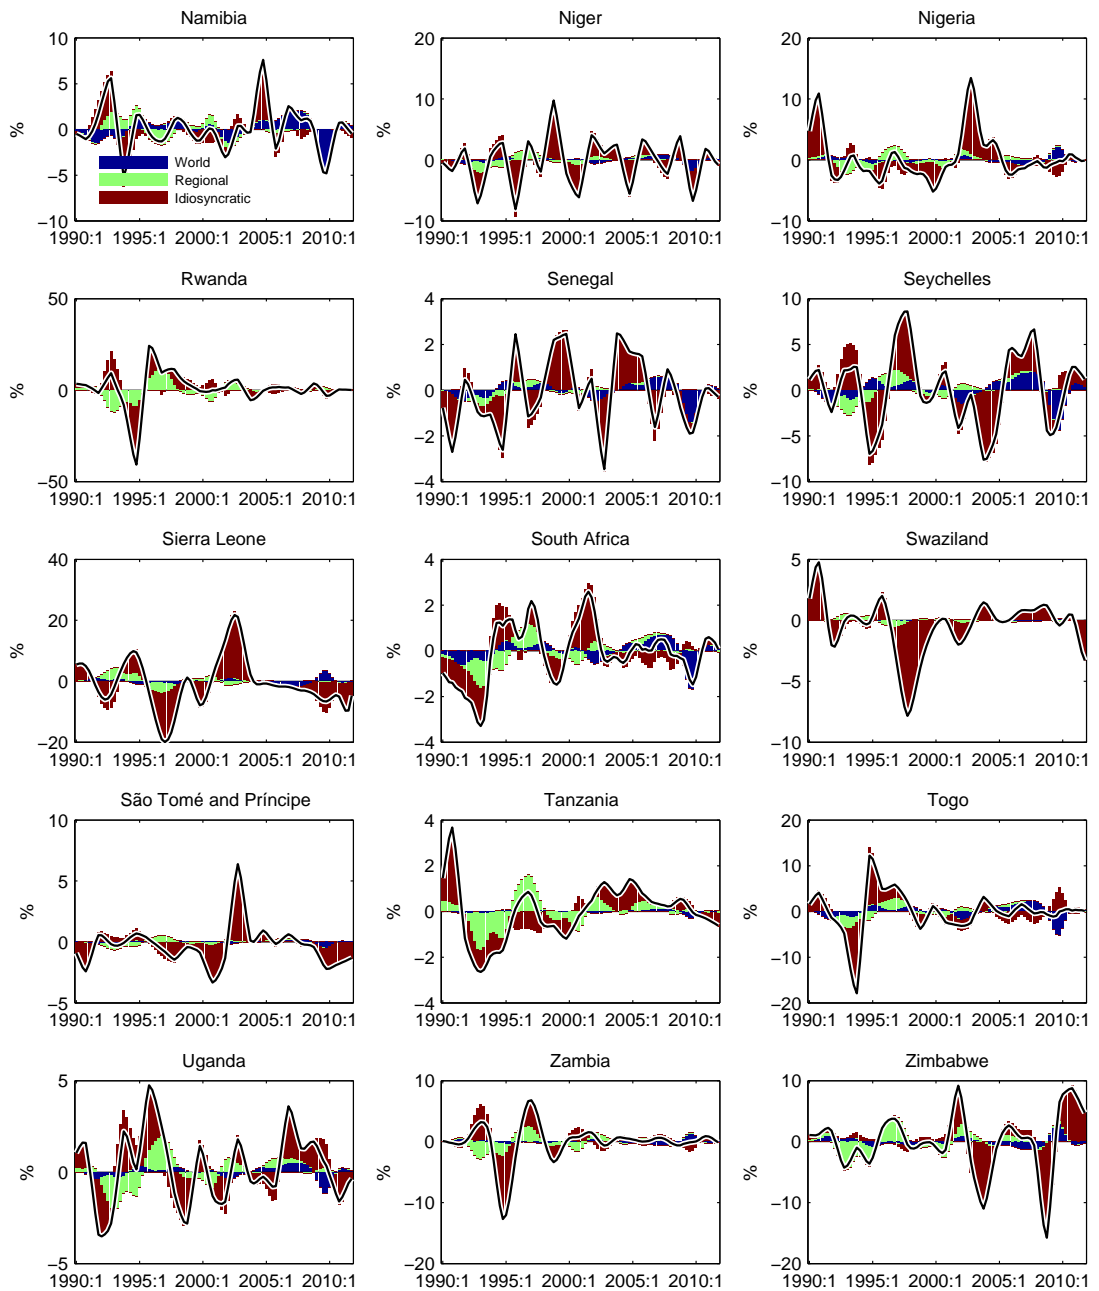 Namibia
10
5
0
−5
−10
%
World
Regional
Idiosyncratic
1990:1 1995:1 2000:1 2005:1 2010:1
Niger
20
10
0
−10
%
1990:1 1995:1 2000:1 2005:1 2010:1
Nigeria
20
10
0
−10
%
1990:1 1995:1 2000:1 2005:1 2010:1
Rwanda
50
0
−50
%
1990:1 1995:1 2000:1 2005:1 2010:1
Senegal
4
2
0
−2
−4
%
1990:1 1995:1 2000:1 2005:1 2010:1
Seychelles
10
5
0
−5
−10
%
1990:1 1995:1 2000:1 2005:1 2010:1
Sierra Leone
40
20
0
−20
%
1990:1 1995:1 2000:1 2005:1 2010:1
South Africa
4
2
0
−2
−4
%
1990:1 1995:1 2000:1 2005:1 2010:1
Swaziland
5
0
−5
−10
%
1990:1 1995:1 2000:1 2005:1 2010:1
São Tomé and Príncipe
10
5
0
−5
%
1990:1 1995:1 2000:1 2005:1 2010:1
Tanzania
4
2
0
−2
−4
%
1990:1 1995:1 2000:1 2005:1 2010:1
Togo
20
10
0
−10
−20
%
1990:1 1995:1 2000:1 2005:1 2010:1
Uganda
5
0
−5
%
1990:1 1995:1 2000:1 2005:1 2010:1
Zambia
10
0
−10
−20
%
1990:1 1995:1 2000:1 2005:1 2010:1
Zimbabwe
10
0
−10
−20
%
1990:1 1995:1 2000:1 2005:1 2010:1